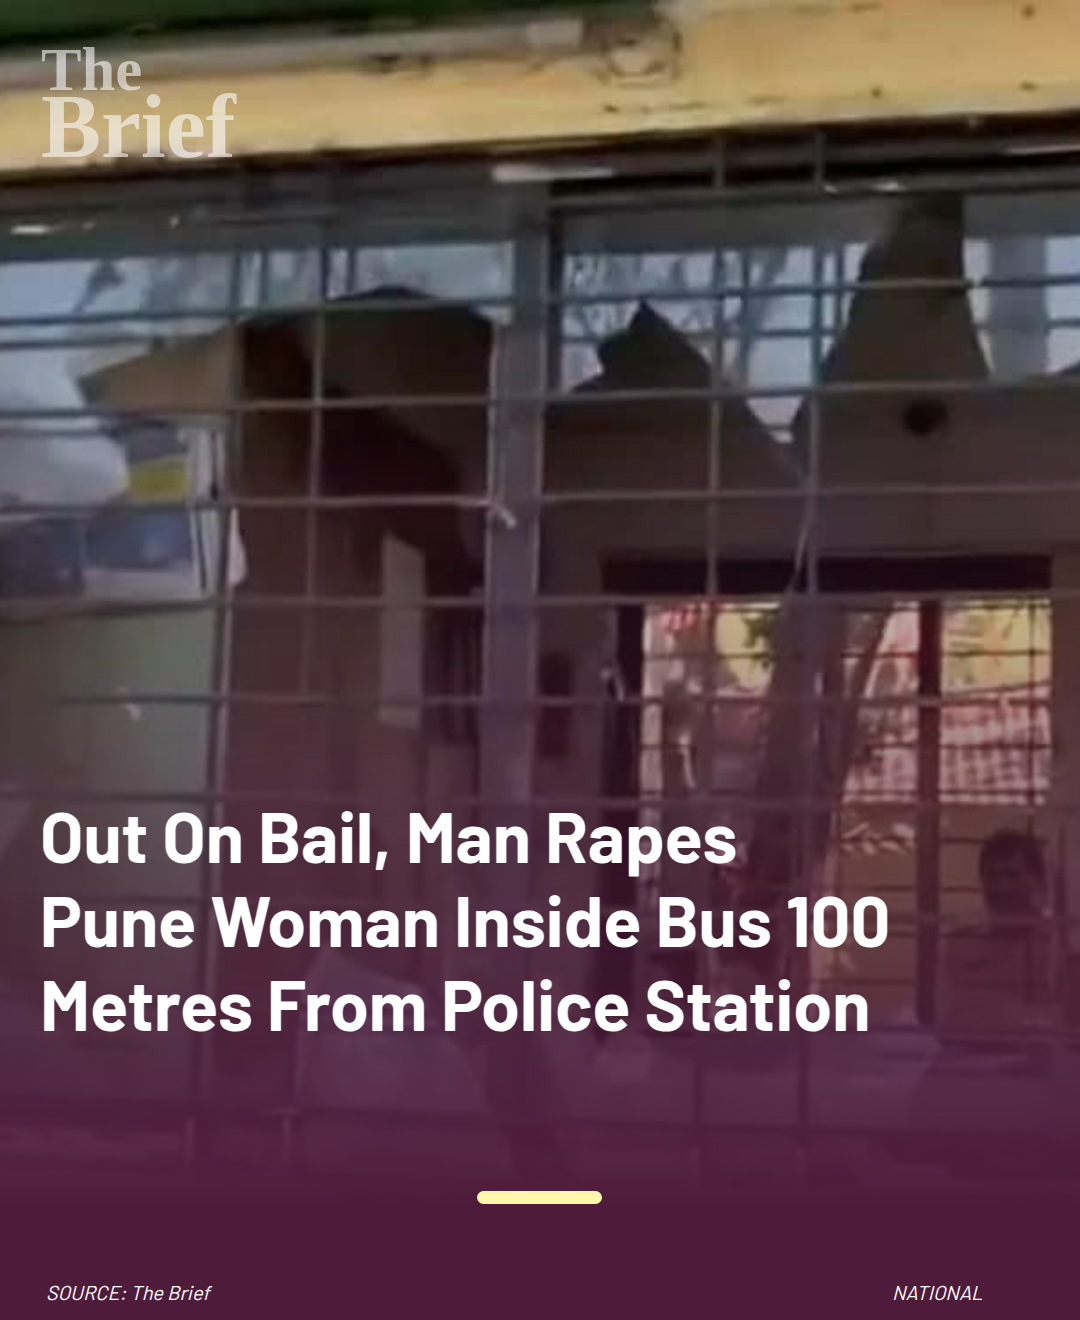 The
Brief
Out On Bail, Man Rapes
Pune Woman Inside Bus 100
Metres From Police Station
SOURCE: The Brief
NATIONAL